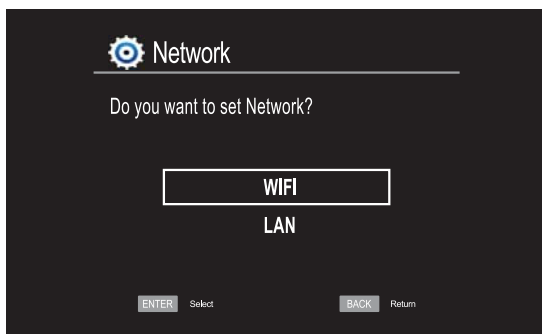 Network
Do you want to set Network?
WIFI
LAN
ENTER Select BACK Return